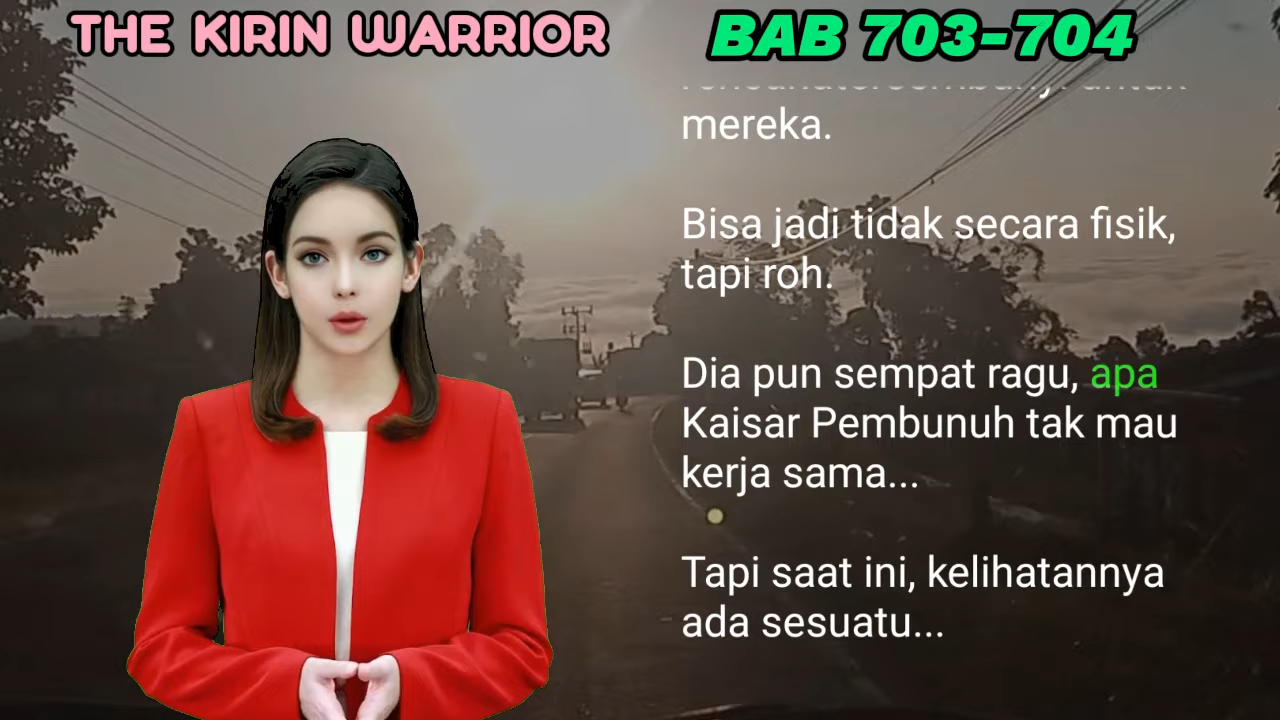 THE KIRIN WARRIOR
BAB 703-704
mereka.
Bisa jadi tidak secara fisik,
tapi roh.
Dia pun sempat ragu, apa
Kaisar Pembunuh tak mau
kerja sama...
Tapi saat ini, kelihatannya
ada sesuatu...